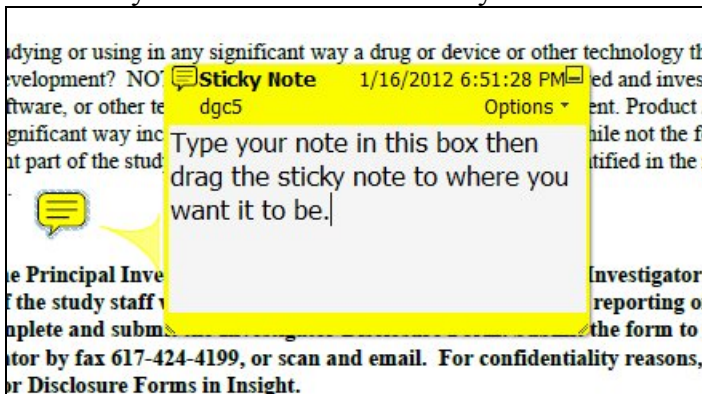 udying or using in any significant way a drug or device or other technology th
evelopment? NO
Sticky Note 1/16/2012 6:51:28 PM
ed and inves
ftware, or other te
dgc5 Options
ent. Product
gnificant way inc
Type your note in this box then
hile not the f
nt part of the stud
drag the sticky note to where you
tified in the
want it to be.
e Principal Inve
Investigator
f the study staff
reporting o
plete and subm
the form to
tor by fax 617-424-4199, or scan and email. For confidentiality reasons,
or Disclosure Forms in Insight.